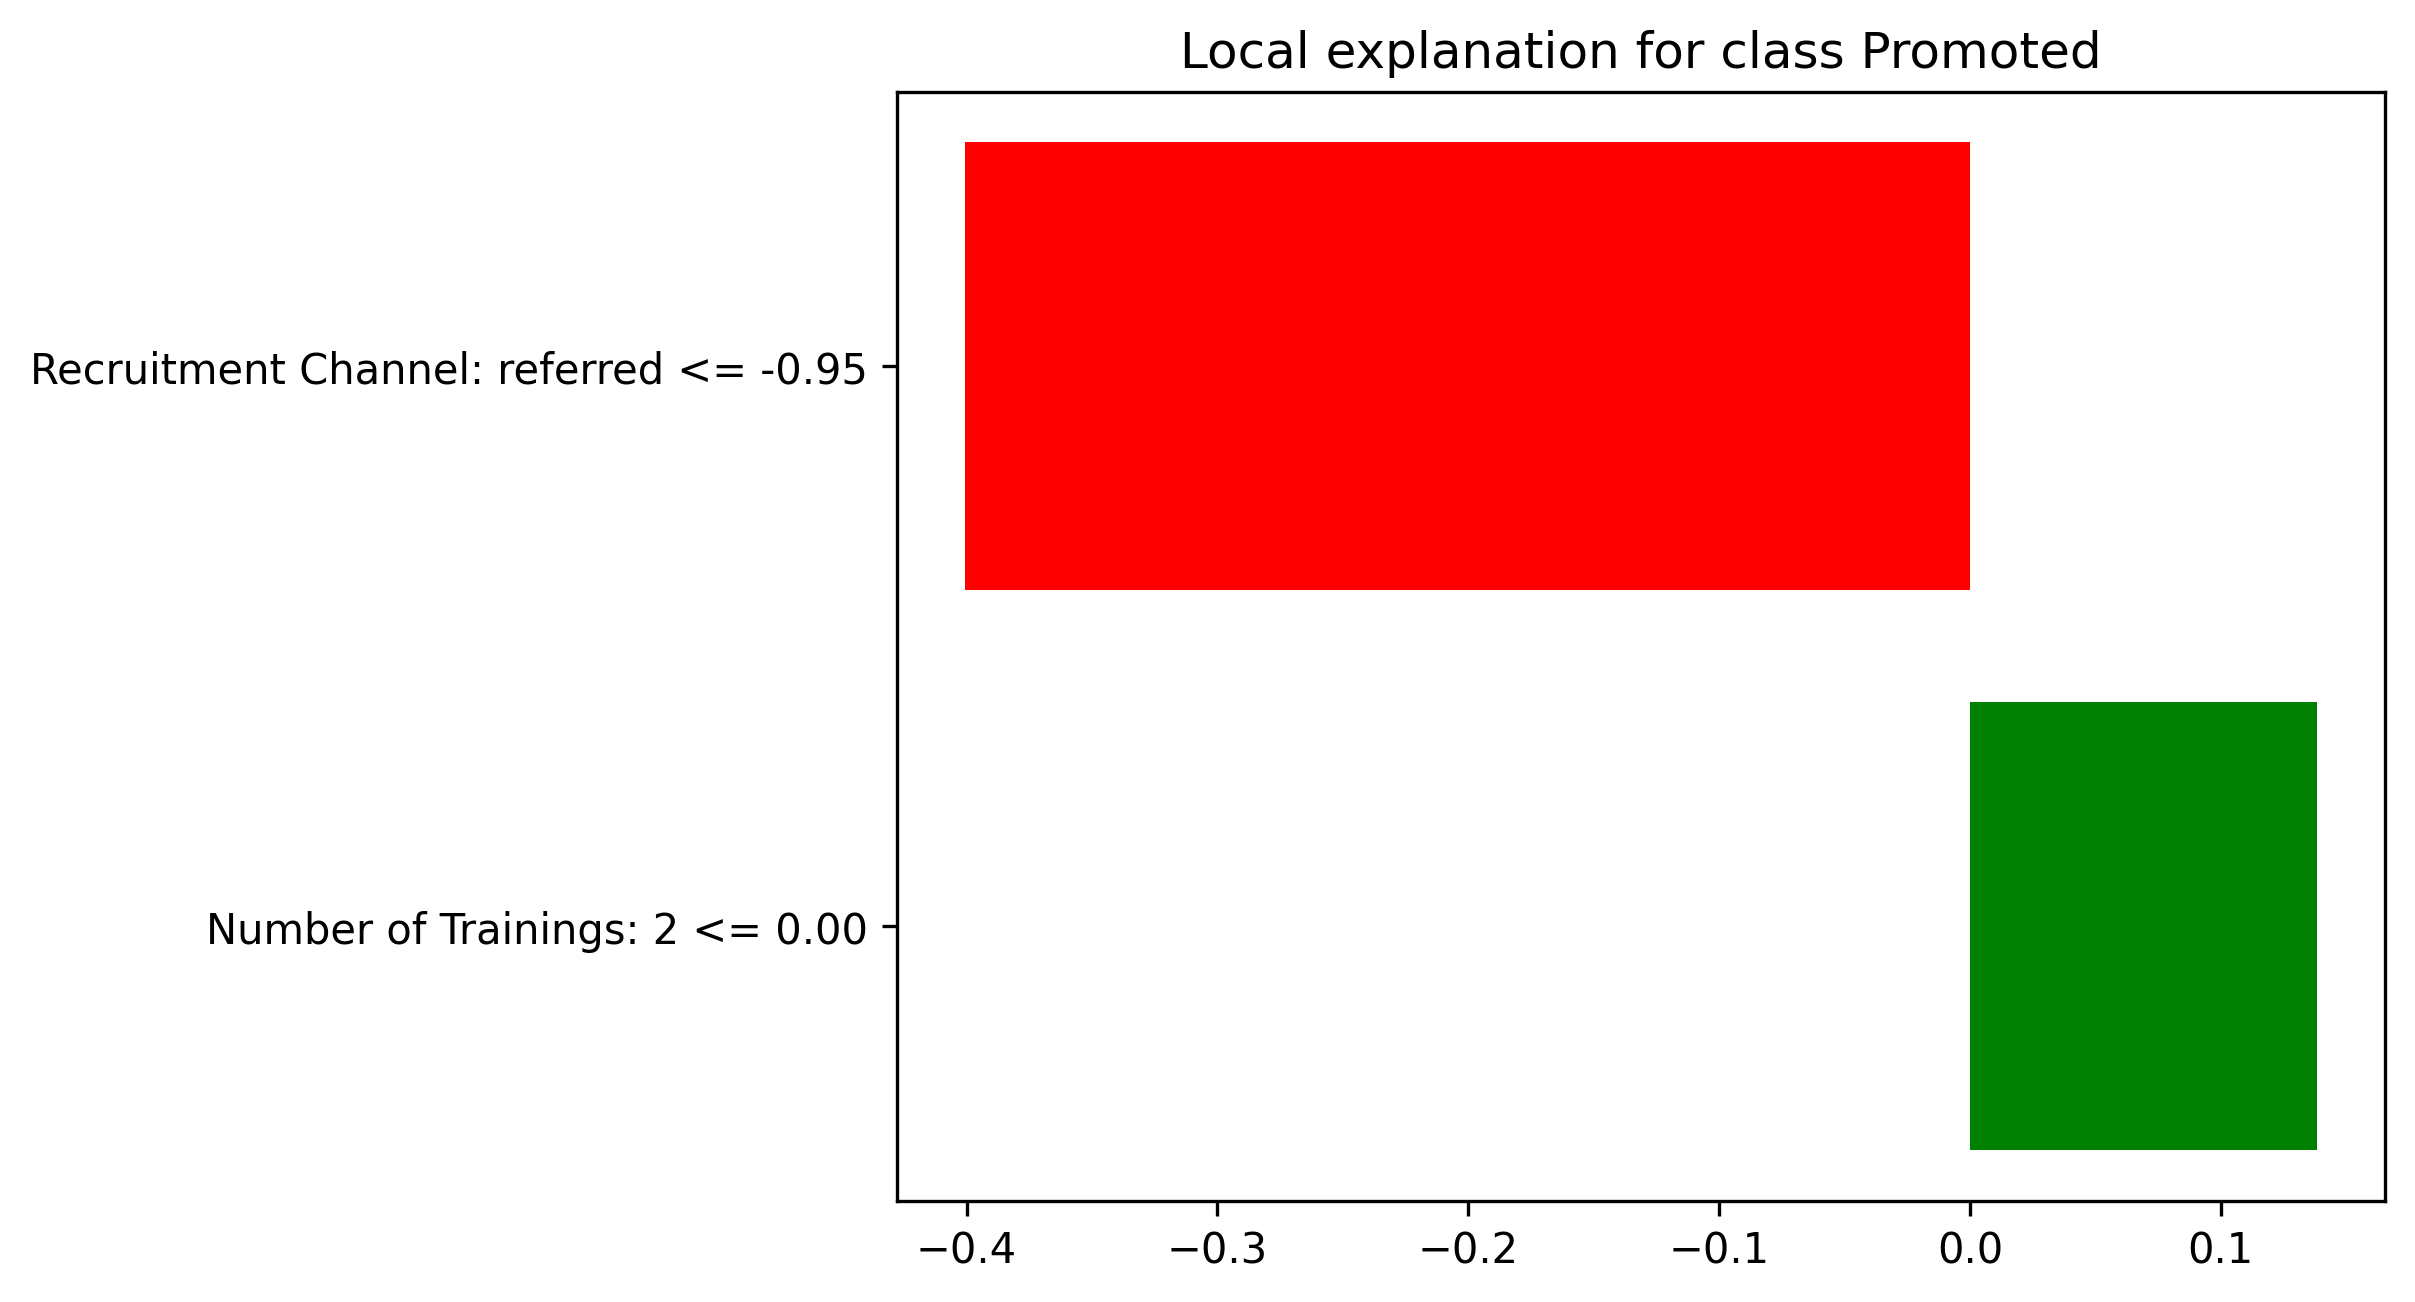 Local explanation for class Promoted
Recruitment Channel: referred <= -0.95
Number of Trainings: 2 <= 0.00
−0.4 −0.3 −0.2 −0.1 0.0 0.1